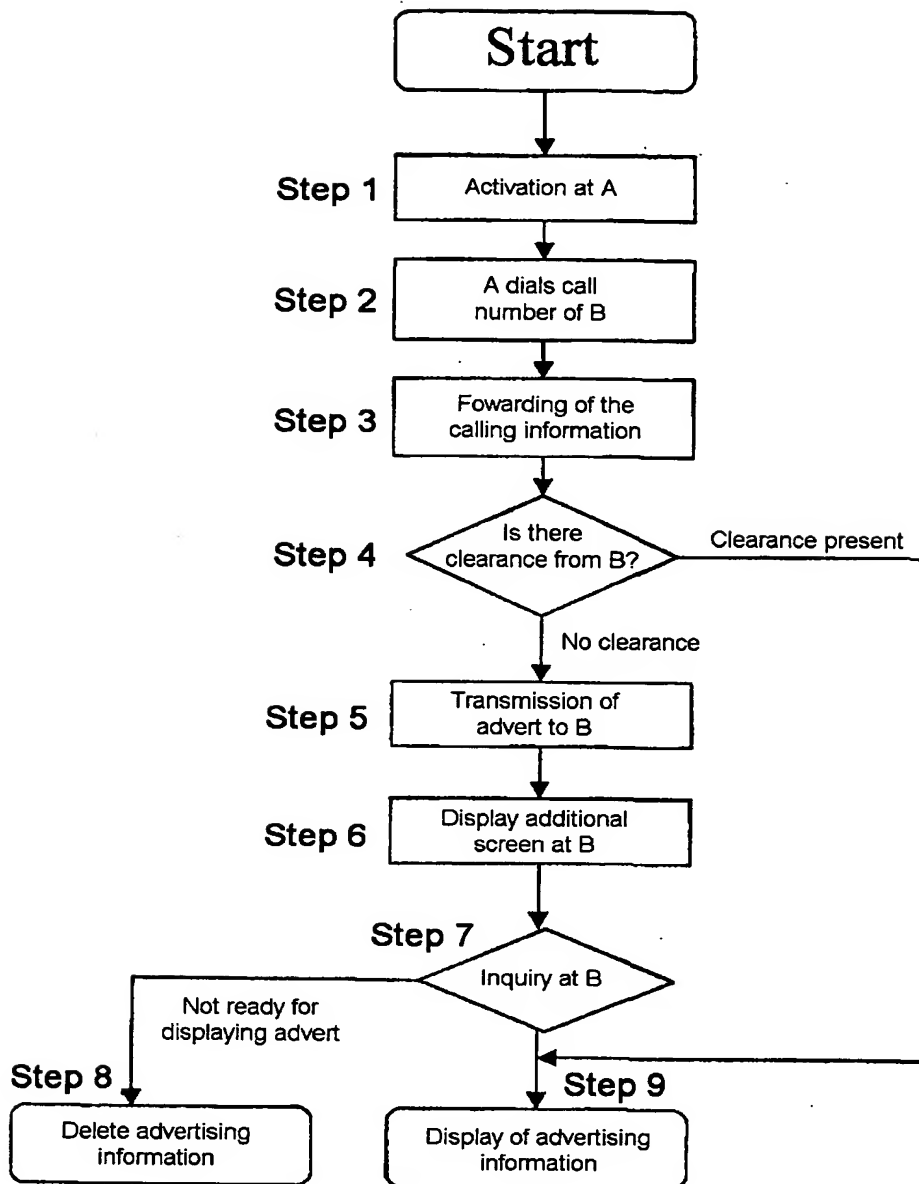 Start
Step 1
Activation at A
Step 2
A dials call
number of B
Step 3
Fowarding of the
calling information
Step 4
Is there
clearance from B?
Clearance present
No clearance
Step 5
Transmission of
advert to B
Step 6
Display additional
screen at B
Step 7
Inquiry at B
Not ready for
displaying advert
Step 8
Delete advertising
information
Step 9
Display of advertising
information